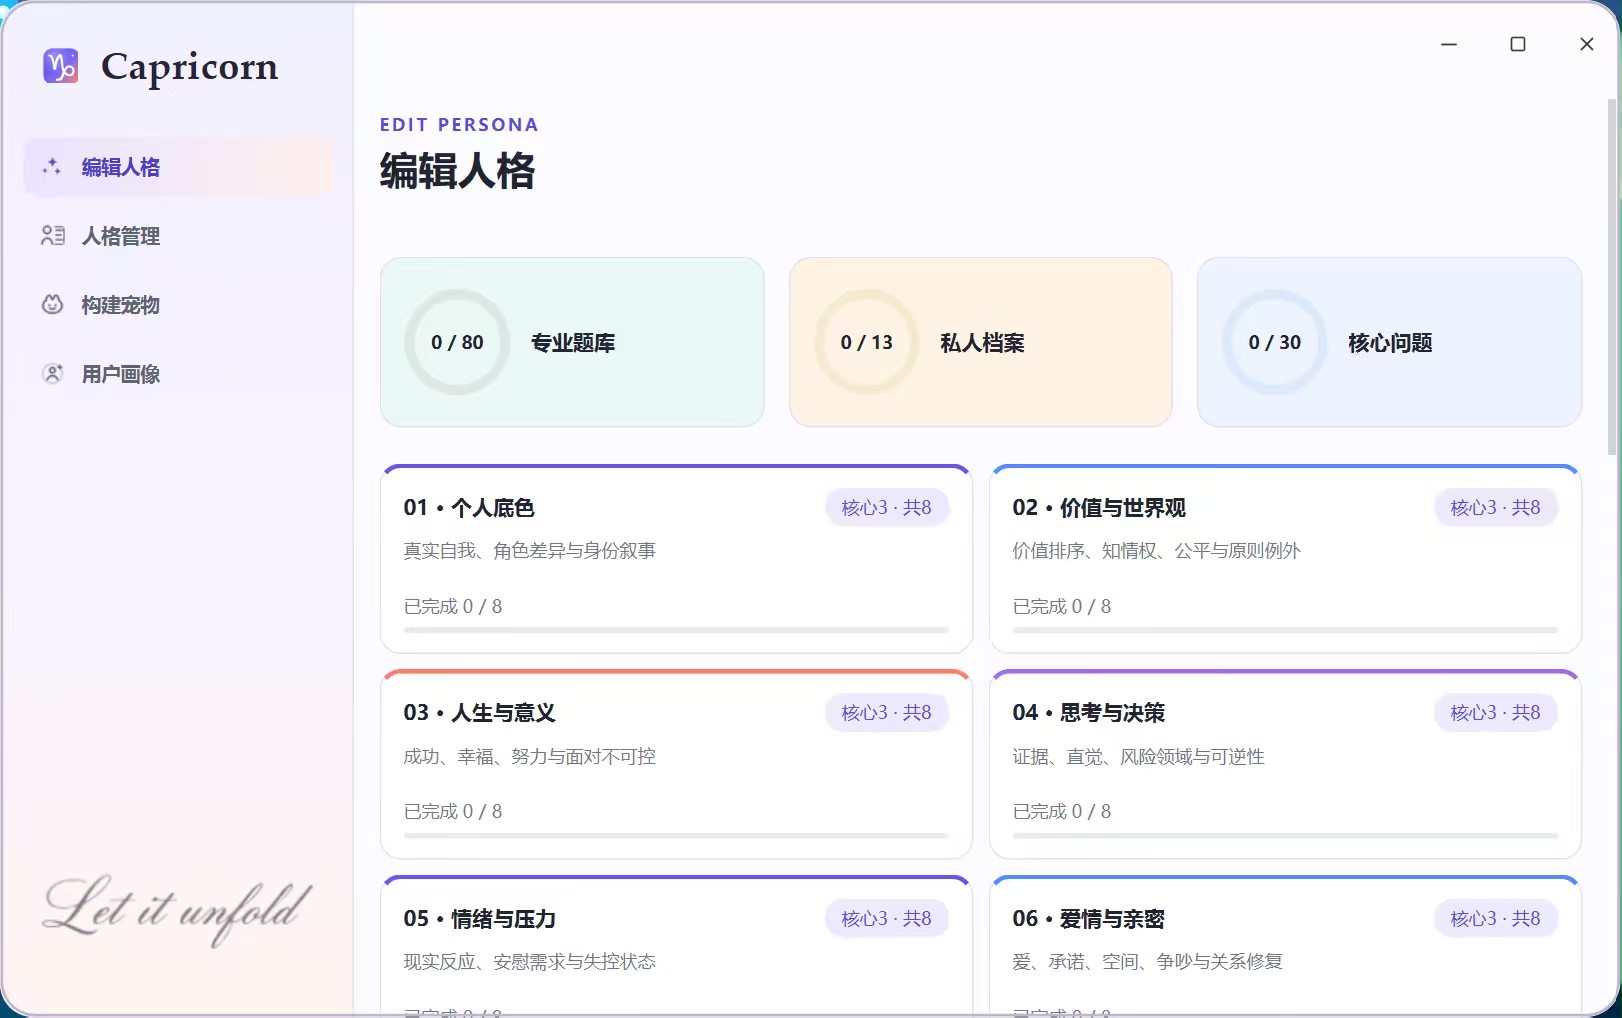 Capricorn
编辑人格
人格管理
构建宠物
用户画像
Let it unfold
EDIT PERSONA
编辑人格
0 / 80
专业题库
0 / 13
私人档案
0 / 30
核心问题
01 • 个人底色
核心3 · 共8
真实自我、角色差异与身份叙事
已完成 0 / 8
02 • 价值与世界观
核心3 · 共8
价值排序、知情权、公平与原则例外
已完成 0 / 8
03 • 人生与意义
核心3 · 共8
成功、幸福、努力与面对不可控
已完成 0 / 8
04 • 思考与决策
核心3 · 共8
证据、直觉、风险领域与可逆性
已完成 0 / 8
05 • 情绪与压力
核心3 · 共8
现实反应、安慰需求与失控状态
已完成 0 / 8
06 • 爱情与亲密
核心3 · 共8
爱、承诺、空间、争吵与关系修复
已完成 0 / 8